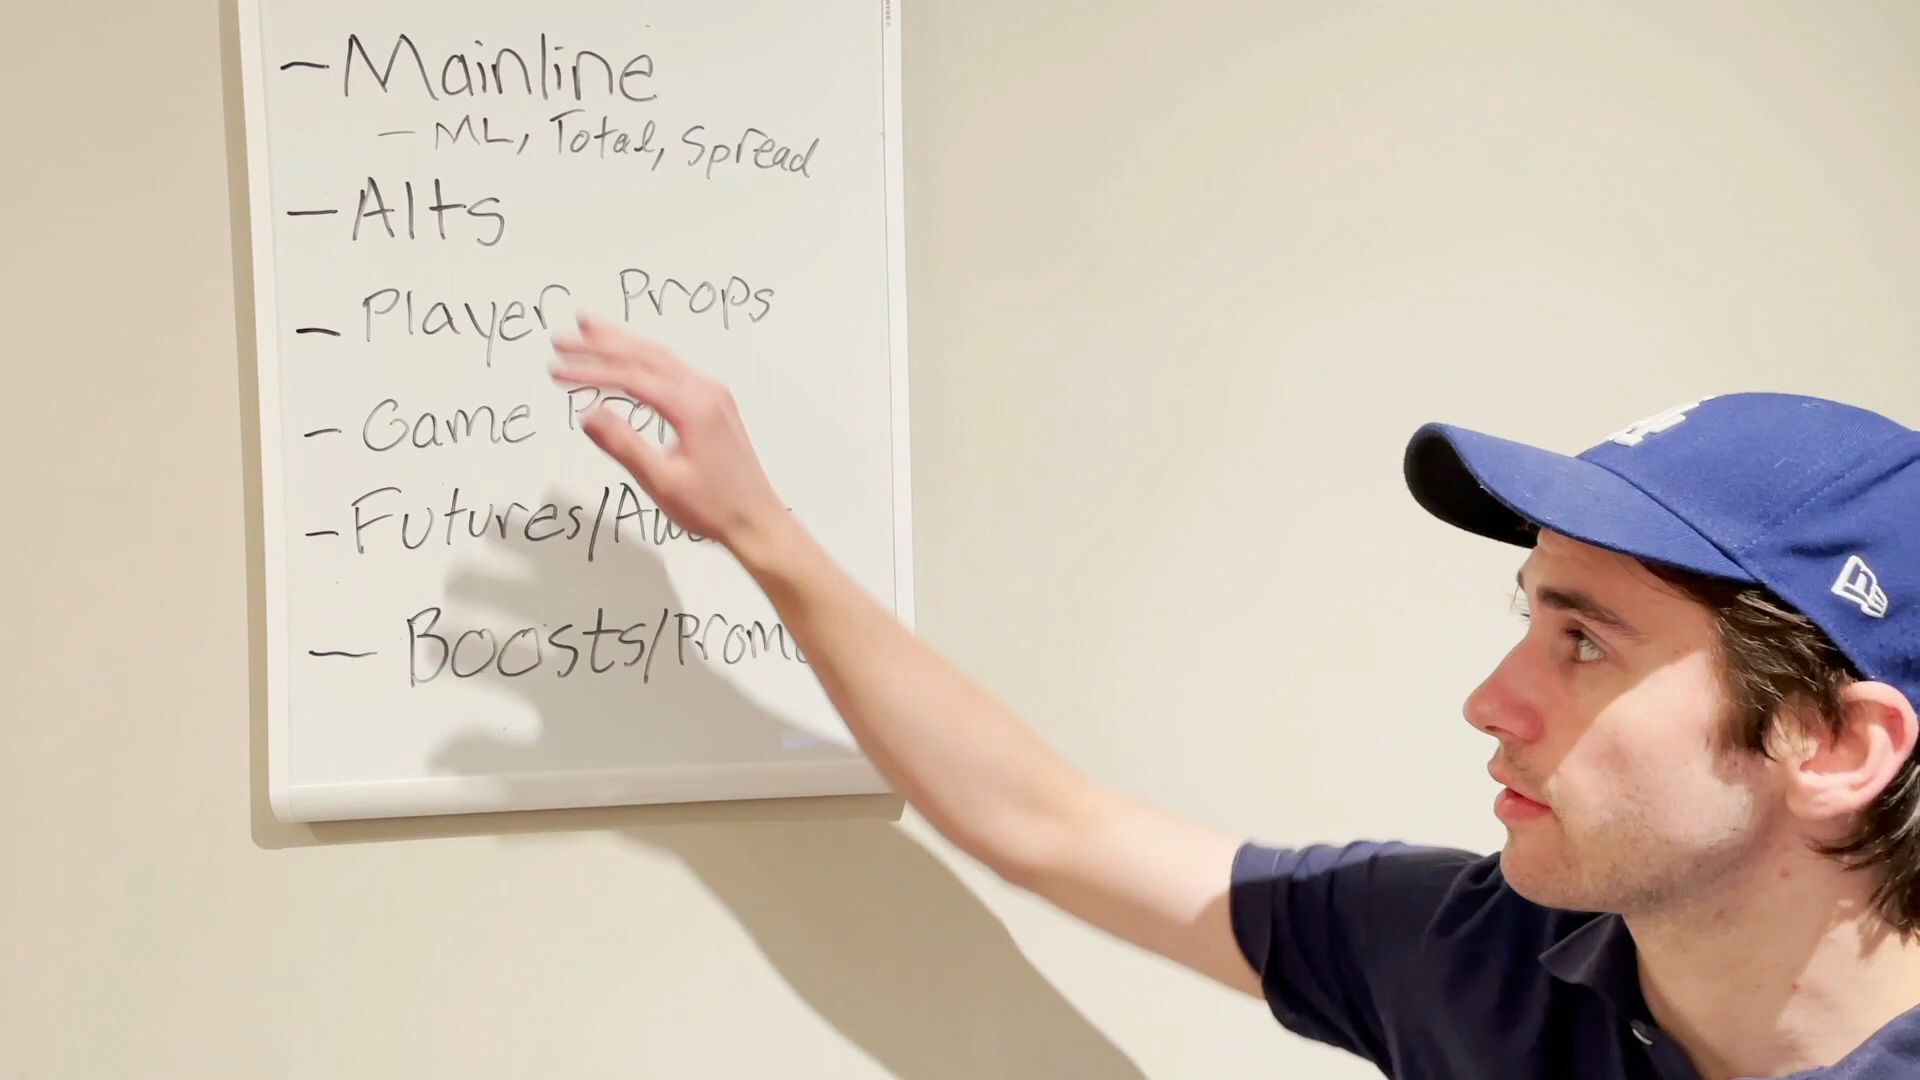 - Mainline
- ML, Total, Spread
- Alts
- Player Props
- Game
- Futures/
- Boosts/